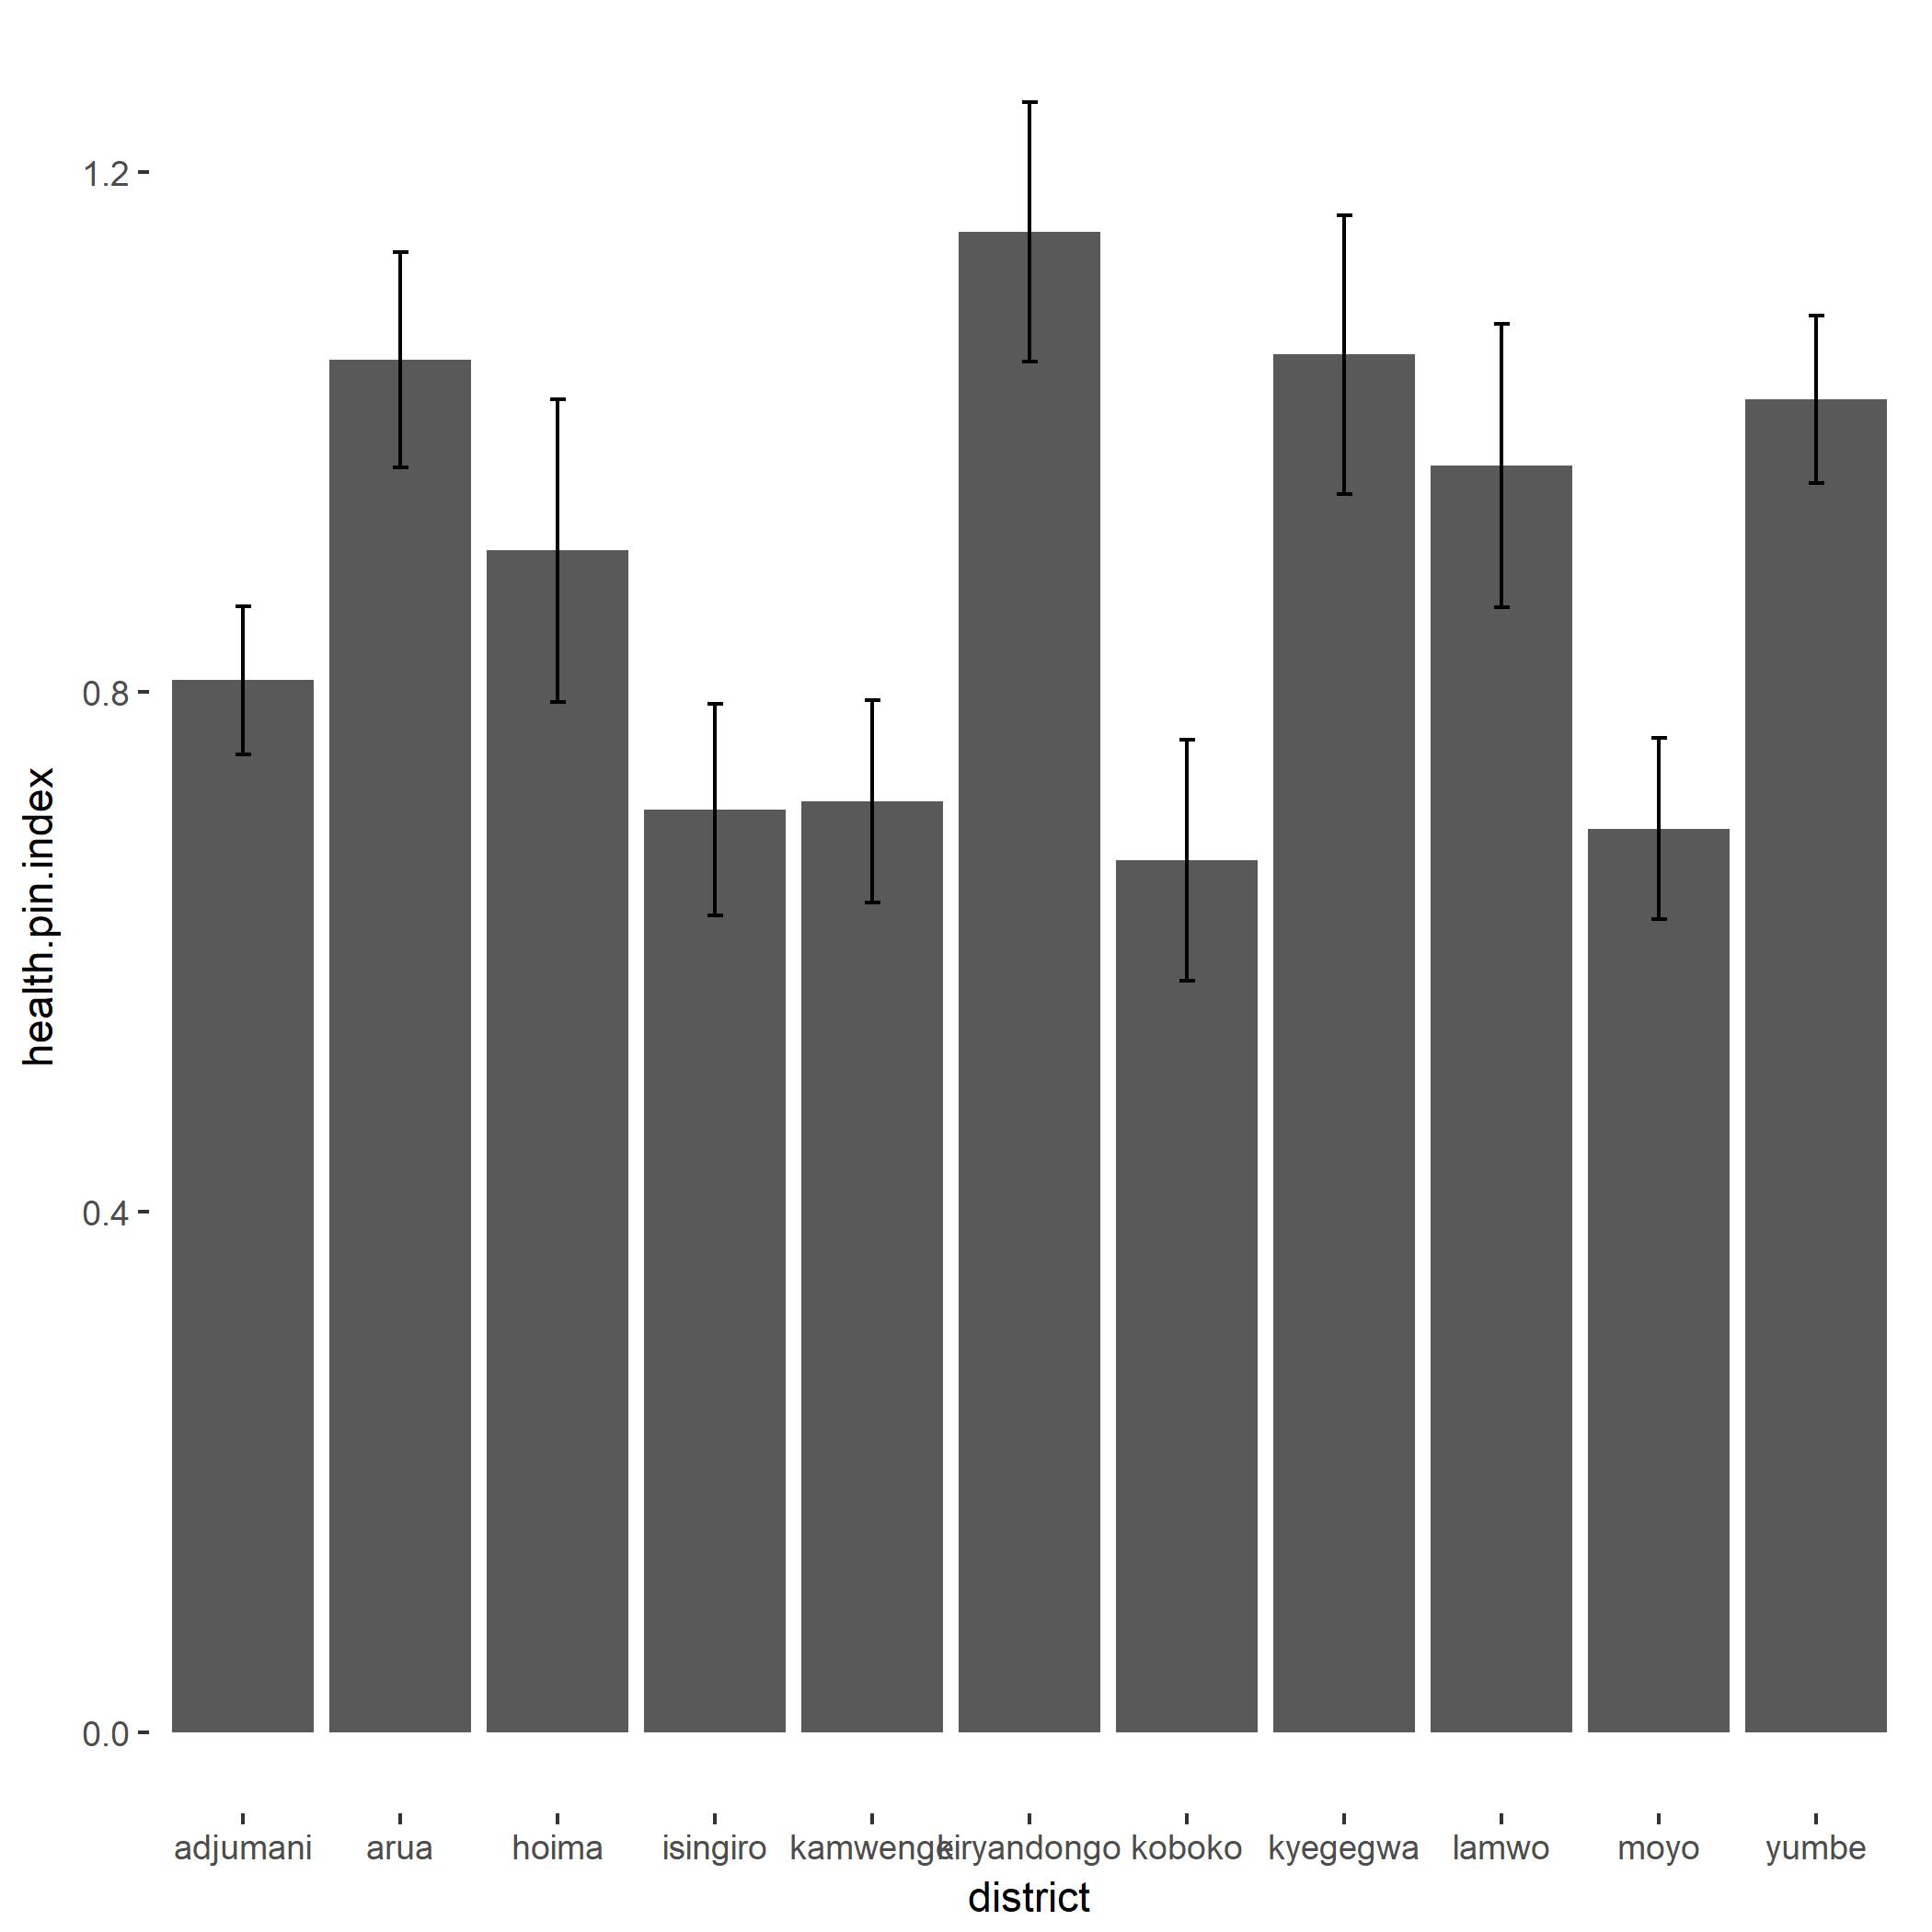 health.pin.index
1.2
0.8
0.4
0.0
adjumani arua hoima isingiro kamwenge kiryandongo koboko kyegegwa lamwo moyo yumbe
district